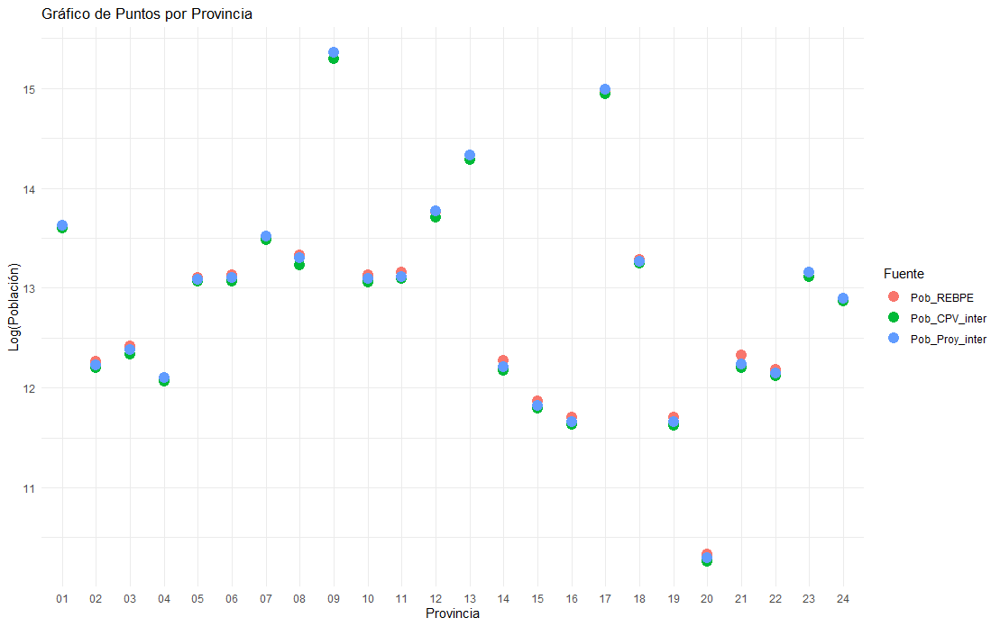 Gráfico de Puntos por Provincia
Log(Población)
15
14
13
12
11
01 02 03 04 05 06 07 08 09 10 11 12 13 14 15 16 17 18 19 20 21 22 23 24
Provincia
Fuente
Pob_REBPE
Pob_CPV_inter
Pob_Proy_inter